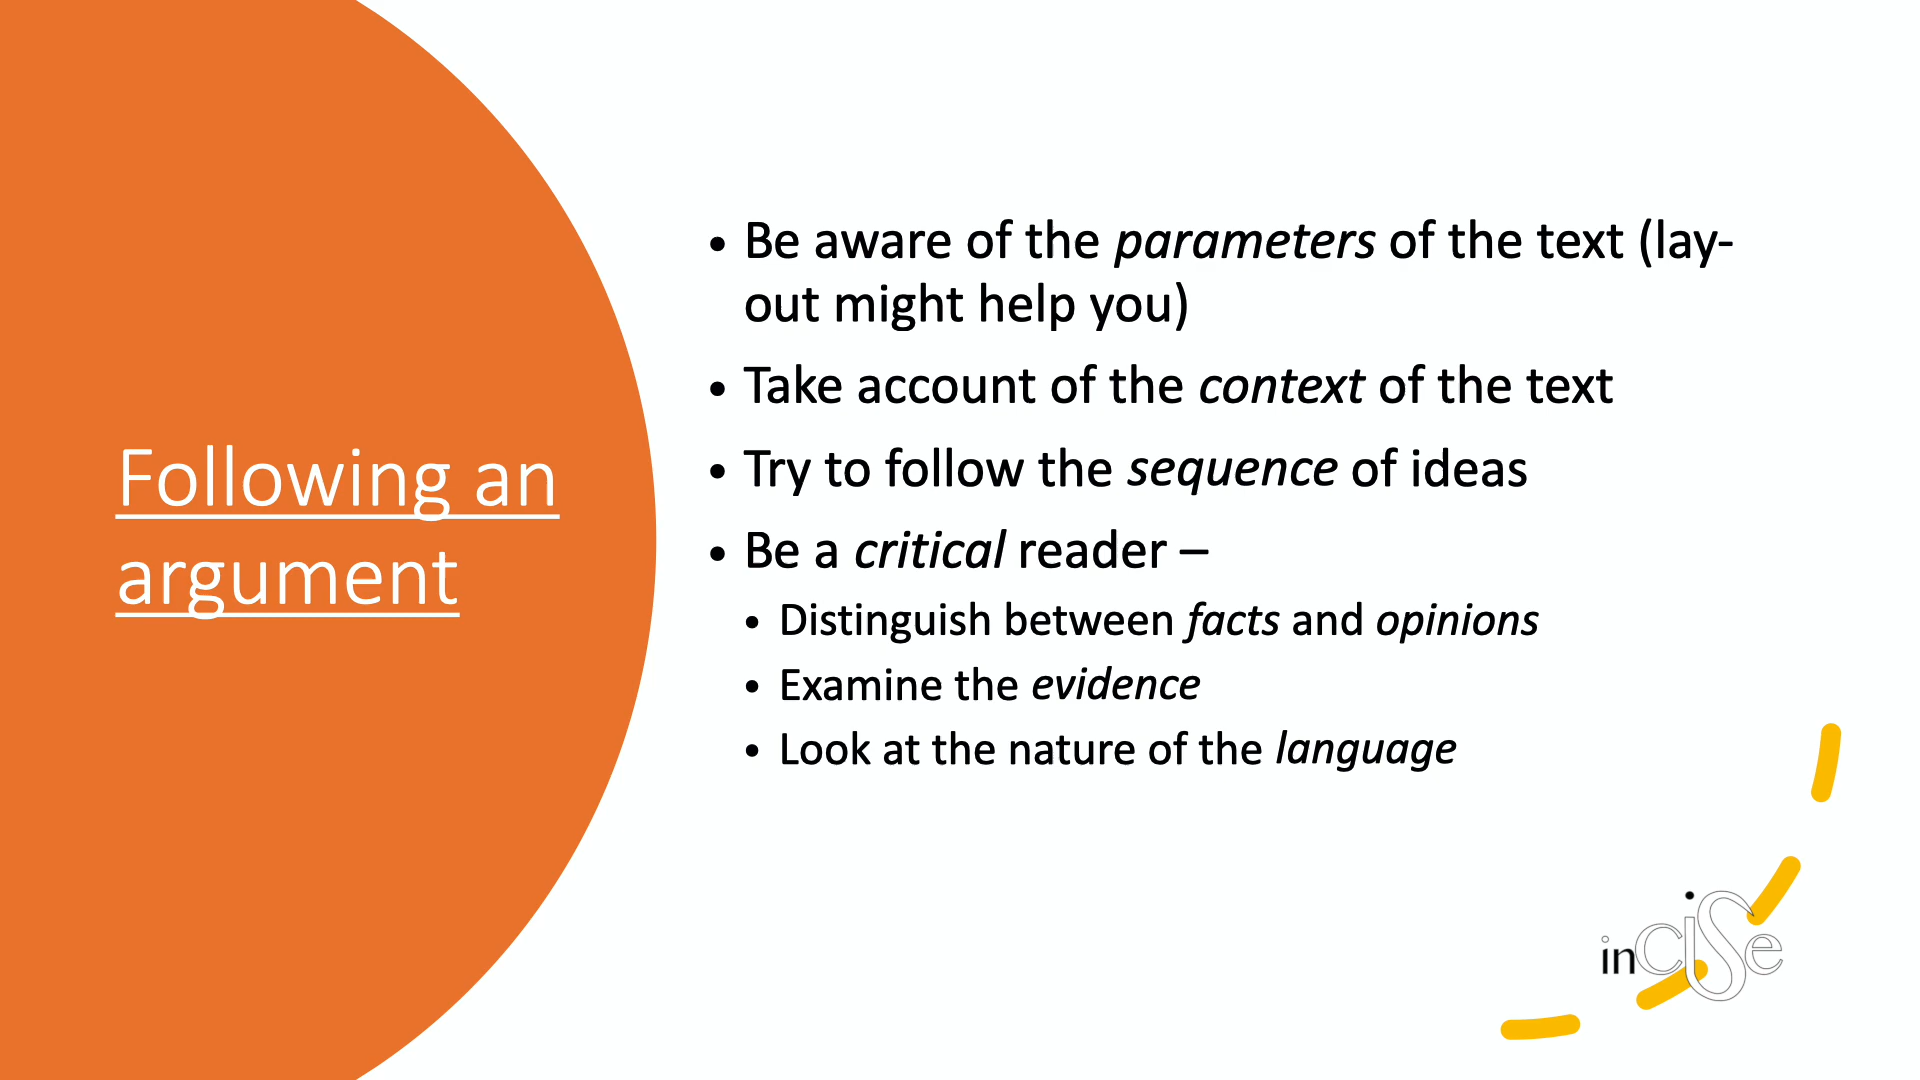 Following an
argument
• Be aware of the parameters of the text (lay-
out might help you)
• Take account of the context of the text
• Try to follow the sequence of ideas
• Be a critical reader –
• Distinguish between facts and opinions
• Examine the evidence
• Look at the nature of the language
inCiSe